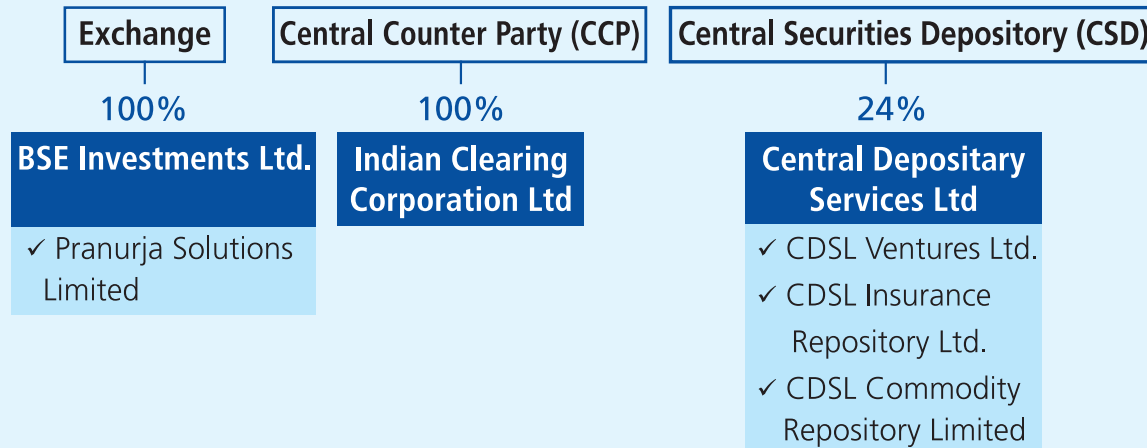 Exchange
100%
BSE Investments Ltd.
✓ Pranurja Solutions
Limited
Central Counter Party (CCP)
100%
Indian Clearing
Corporation Ltd
Central Securities Depository (CSD)
24%
Central Depositary
Services Ltd
✓ CDSL Ventures Ltd.
✓ CDSL Insurance
Repository Ltd.
✓ CDSL Commodity
Repository Limited